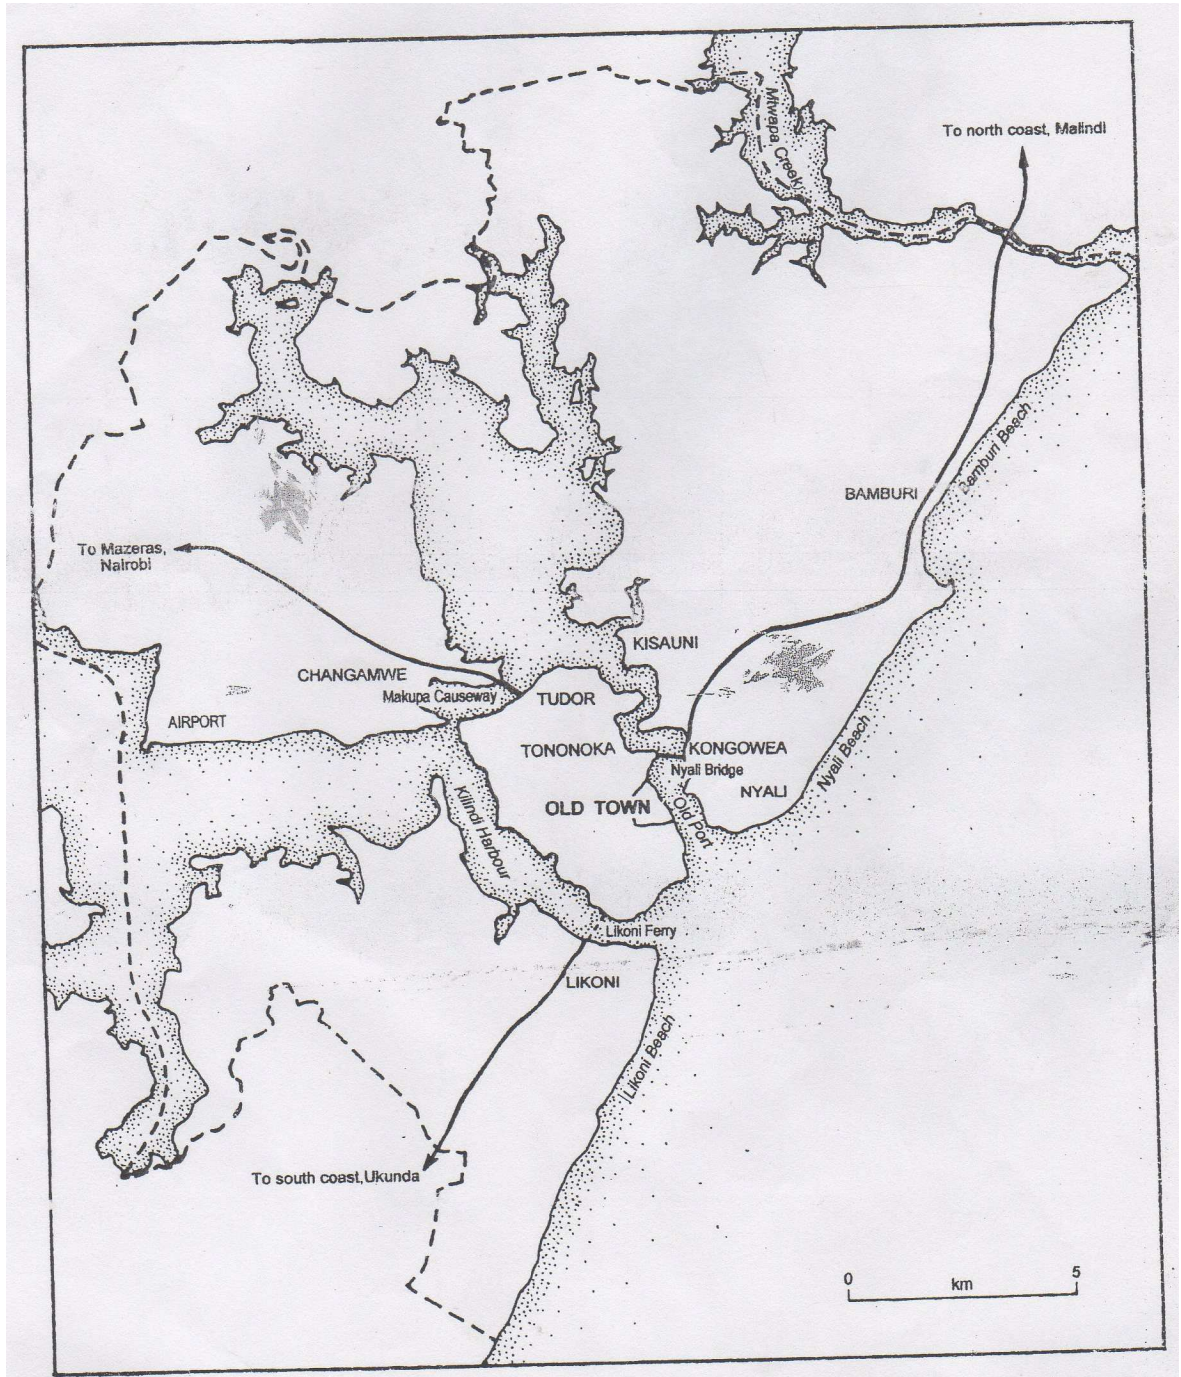 Mtwapa Creek
To north coast, Malindi
Bamburi Beach
BAMBURI
To Mazeras,
Nairobi
KISAUNI
CHANGAMWE
Makupa Causeway
TUDOR
AIRPORT
TONONOKA
KONGOWEA
Nyali Bridge
Nyali Beach
NYALI
Kilindi Harbour
OLD TOWN
Old Port
Likoni Ferry
LIKONI
Likoni Beach
To south coast,Ukunda
0 5
km